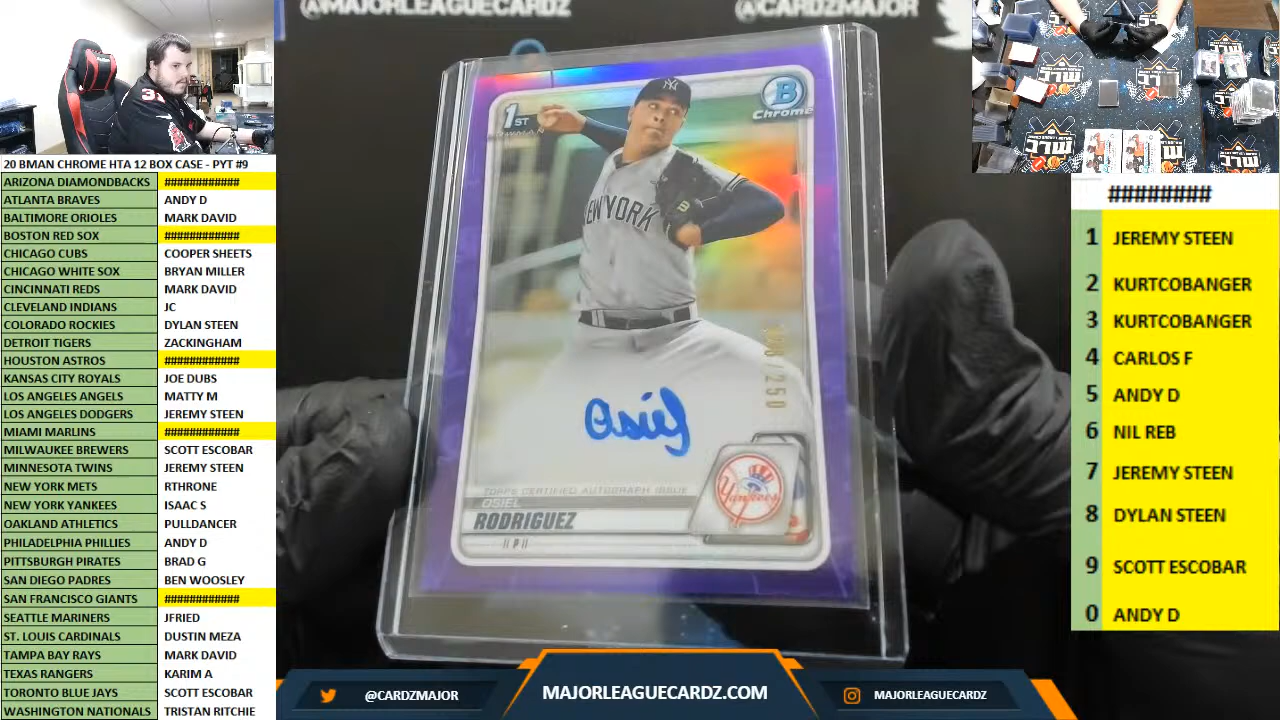 @MAJORLEAGUECARDZ
@CARDZMAJOR
20 BMAN CHROME HTA 12 BOX CASE - PYT #9
ARIZONA DIAMONDBACKS ############
ATLANTA BRAVES ANDY D
BALTIMORE ORIOLES MARK DAVID
BOSTON RED SOX ############
CHICAGO CUBS COOPER SHEETS
CHICAGO WHITE SOX BRYAN MILLER
CINCINNATI REDS MARK DAVID
CLEVELAND INDIANS JC
COLORADO ROCKIES DYLAN STEEN
DETROIT TIGERS ZACKINGHAM
HOUSTON ASTROS ############
KANSAS CITY ROYALS JOE DUBS
LOS ANGELES ANGELS MATTY M
LOS ANGELES DODGERS JEREMY STEEN
MIAMI MARLINS ############
MILWAUKEE BREWERS SCOTT ESCOBAR
MINNESOTA TWINS JEREMY STEEN
NEW YORK METS RTHRONE
NEW YORK YANKEES ISAAC S
OAKLAND ATHLETICS PULLDANCER
PHILADELPHIA PHILLIES ANDY D
PITTSBURGH PIRATES BRAD G
SAN DIEGO PADRES BEN WOOSLEY
SAN FRANCISCO GIANTS ############
SEATTLE MARINERS JFRIED
ST. LOUIS CARDINALS DUSTIN MEZA
TAMPA BAY RAYS MARK DAVID
TEXAS RANGERS KARIM A
TORONTO BLUE JAYS SCOTT ESCOBAR
WASHINGTON NATIONALS TRISTAN RITCHIE
1ST
BOWMAN
B
Chrome
NY
NEW YORK
/250
Osiel
TOPPS CERTIFIED AUTOGRAPH ISSUE
OSIEL
RODRIGUEZ
P
Yankees
########
1 JEREMY STEEN
2 KURTCOBANGER
3 KURTCOBANGER
4 CARLOS F
5 ANDY D
6 NIL REB
7 JEREMY STEEN
8 DYLAN STEEN
9 SCOTT ESCOBAR
0 ANDY D
@CARDZMAJOR
MAJORLEAGUECARDZ.COM
MAJORLEAGUECARDZ